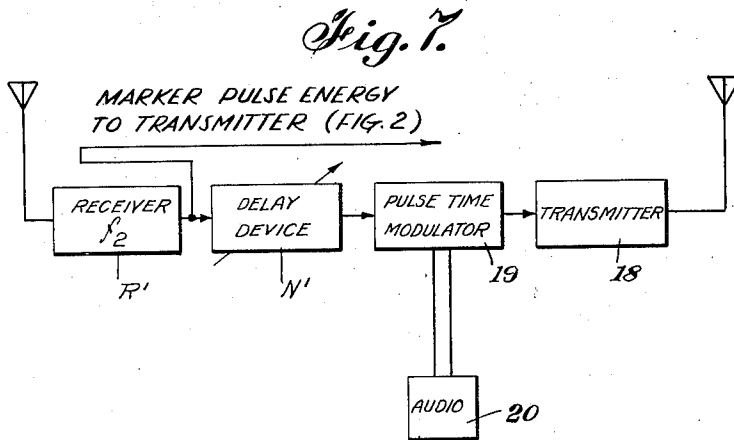 Fig. 7.
MARKER PULSE ENERGY
TO TRANSMITTER (FIG. 2)
RECEIVER
f2
DELAY
DEVICE
PULSE TIME
MODULATOR
TRANSMITTER
R'
N'
19
18
AUDIO
20